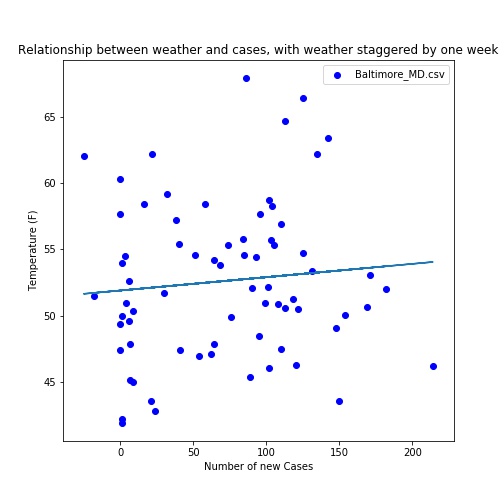 Relationship between weather and cases, with weather staggered by one week
Baltimore_MD.csv
65
60
55
50
45
Temperature (F)
0
50
100
150
200
Number of new Cases